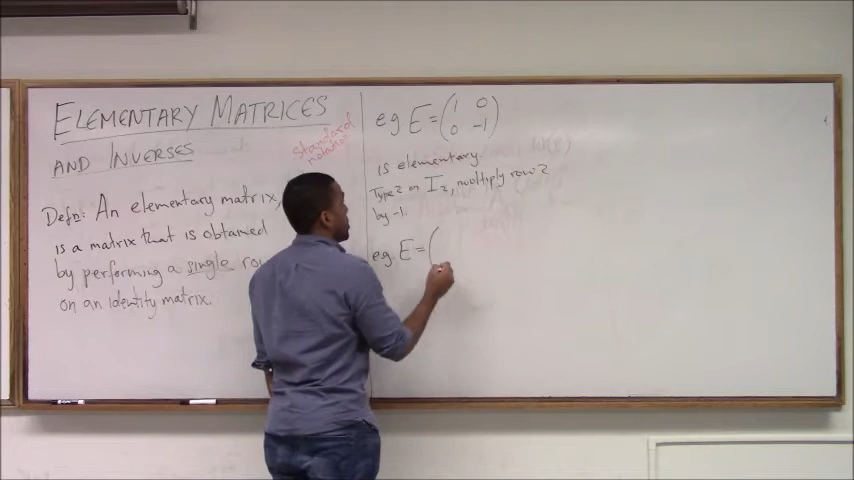 ELEMENTARY MATRICES
AND INVERSES
standard
notation
Defn: An elementary matrix,
is a matrix that is obtained
by performing a single
on an identity matrix.
eg E = (1 0
0 -1)
is elementary.
Type 2 on I2, multiply row 2
by -1.
eg. E = (